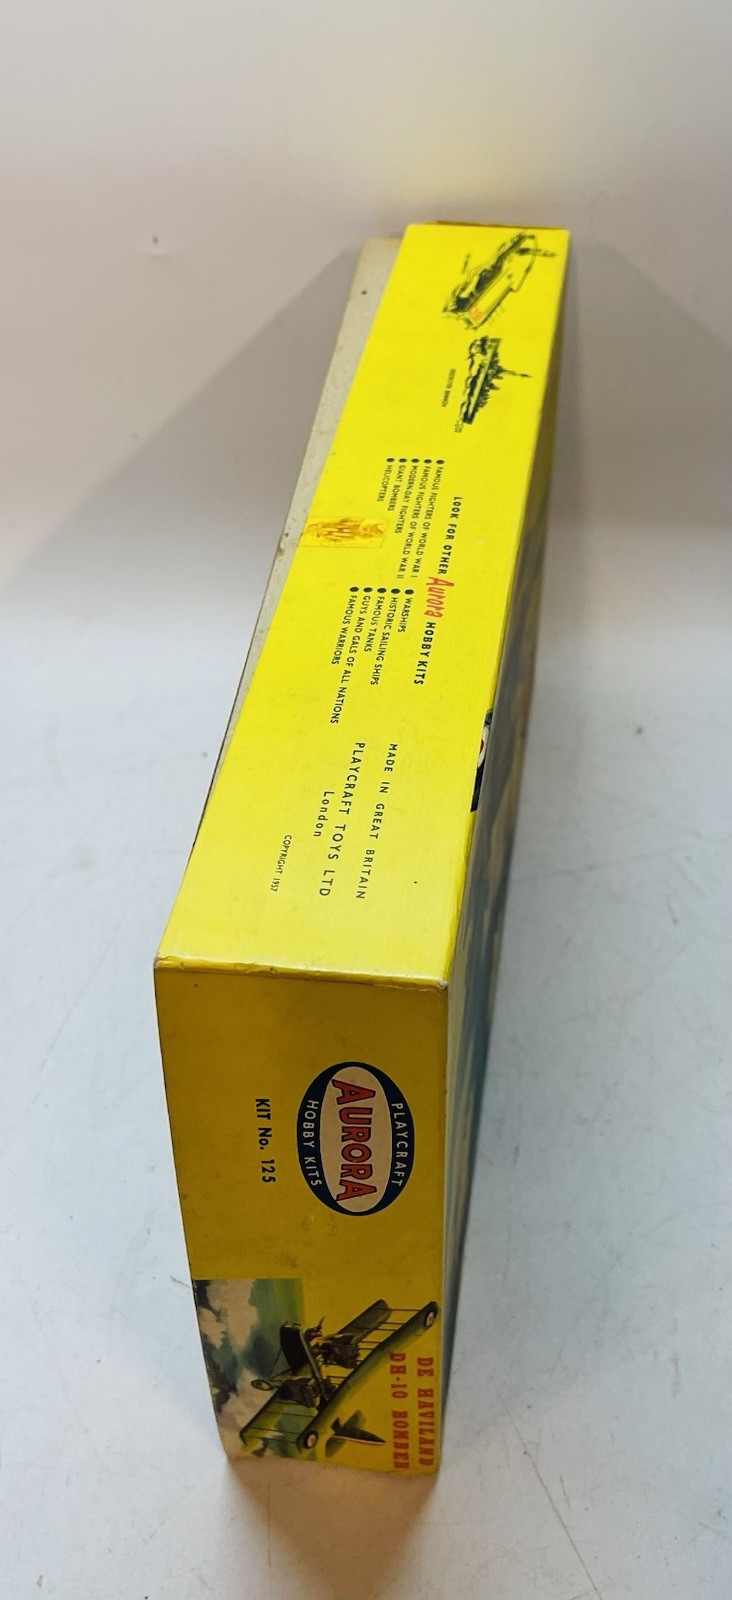 LOOK FOR OTHER Aurora HOBBY KITS
● FAMOUS FIGHTERS OF WORLD WAR I
● FAMOUS FIGHTERS OF WORLD WAR II
● MODERN-DAY FIGHTERS
● GIANT BOMBERS
● HELICOPTERS
● WARSHIPS
● HISTORIC SAILING SHIPS
● FAMOUS TANKS
● GUYS AND GALS OF ALL NATIONS
● FAMOUS WARRIORS
MADE IN GREAT BRITAIN
PLAYCRAFT TOYS LTD
London
COPYRIGHT 1957
PLAYCRAFT
AURORA
HOBBY KITS
KIT No. 125
DE HAVILAND
DH-10 BOMBER